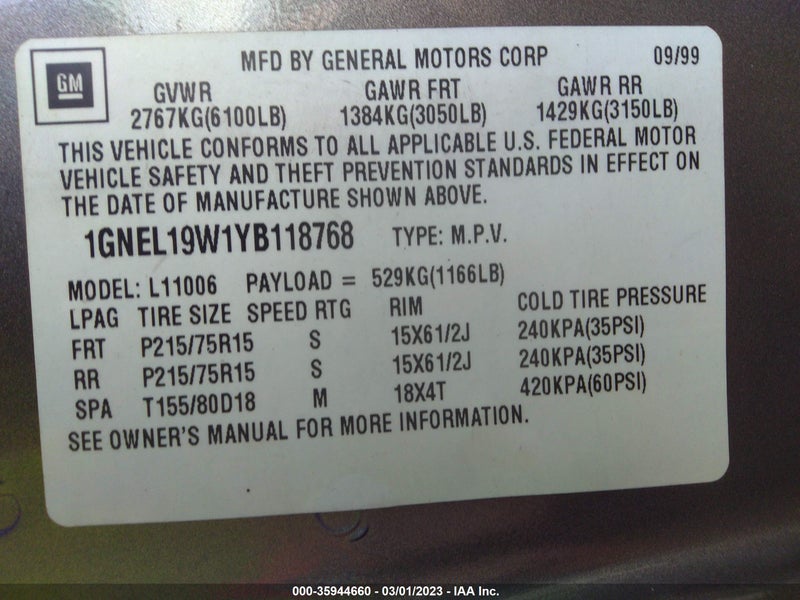 GM
MFD BY GENERAL MOTORS CORP 09/99
GVWR GAWR FRT GAWR RR
2767KG(6100LB) 1384KG(3050LB) 1429KG(3150LB)
THIS VEHICLE CONFORMS TO ALL APPLICABLE U.S. FEDERAL MOTOR
VEHICLE SAFETY AND THEFT PREVENTION STANDARDS IN EFFECT ON
THE DATE OF MANUFACTURE SHOWN ABOVE.
1GNEL19W1YB118768 TYPE: M.P.V.
MODEL: L11006 PAYLOAD = 529KG(1166LB)
LPAG TIRE SIZE SPEED RTG RIM COLD TIRE PRESSURE
FRT P215/75R15 S 15X61/2J 240KPA(35PSI)
RR P215/75R15 S 15X61/2J 240KPA(35PSI)
SPA T155/80D18 M 18X4T 420KPA(60PSI)
SEE OWNER'S MANUAL FOR MORE INFORMATION.
000-35944660 - 03/01/2023 - IAA Inc.